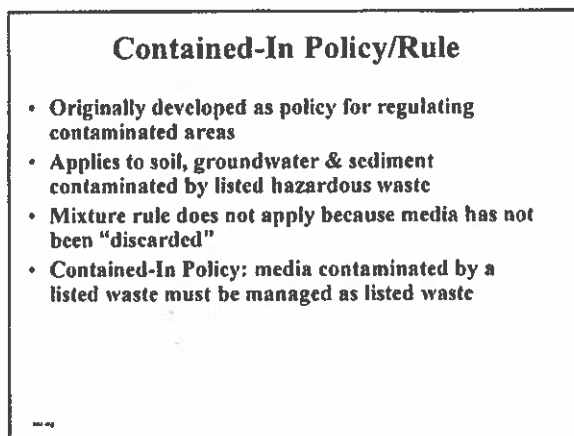 Contained-In Policy/Rule
• Originally developed as policy for regulating
contaminated areas
• Applies to soil, groundwater & sediment
contaminated by listed hazardous waste
• Mixture rule does not apply because media has not
been “discarded”
• Contained-In Policy: media contaminated by a
listed waste must be managed as listed waste